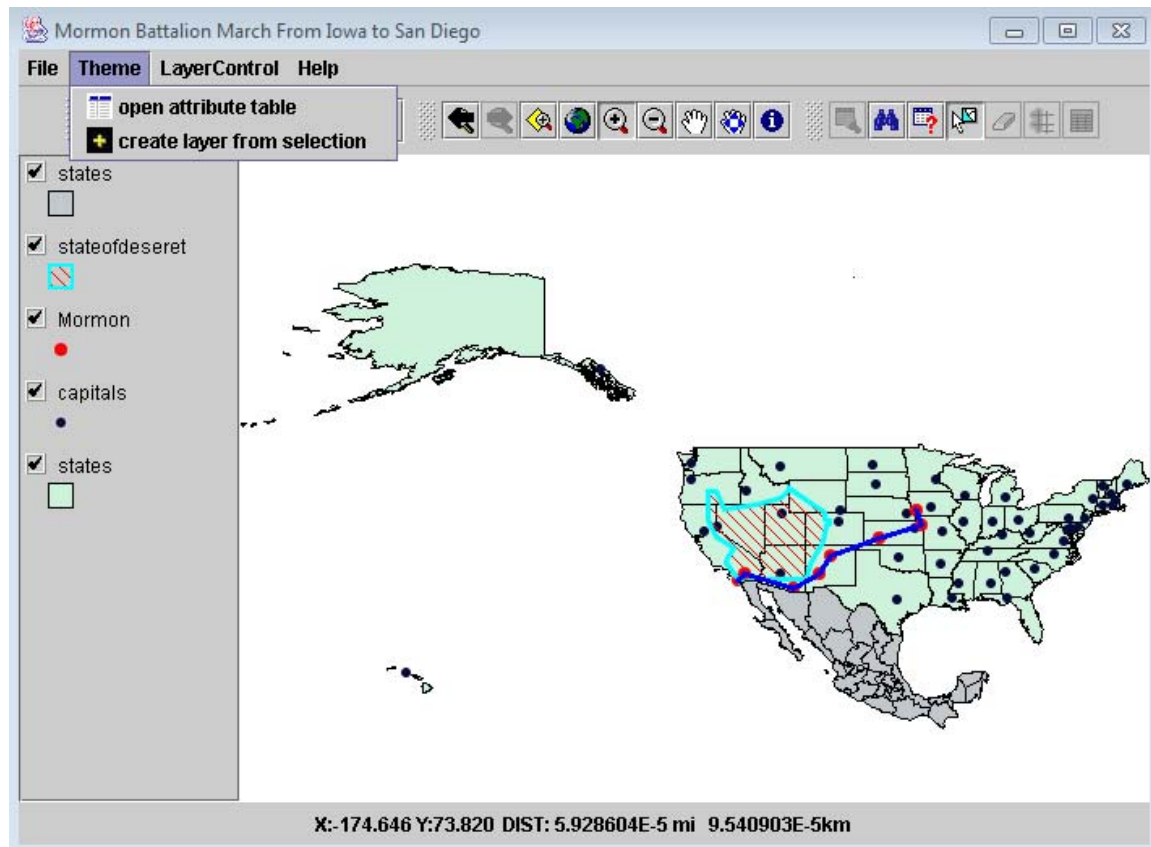 Mormon Battalion March From Iowa to San Diego
File Theme LayerControl Help
open attribute table
create layer from selection
states
stateofdeseret
Mormon
capitals
states
X:-174.646 Y:73.820 DIST: 5.928604E-5 mi 9.540903E-5km